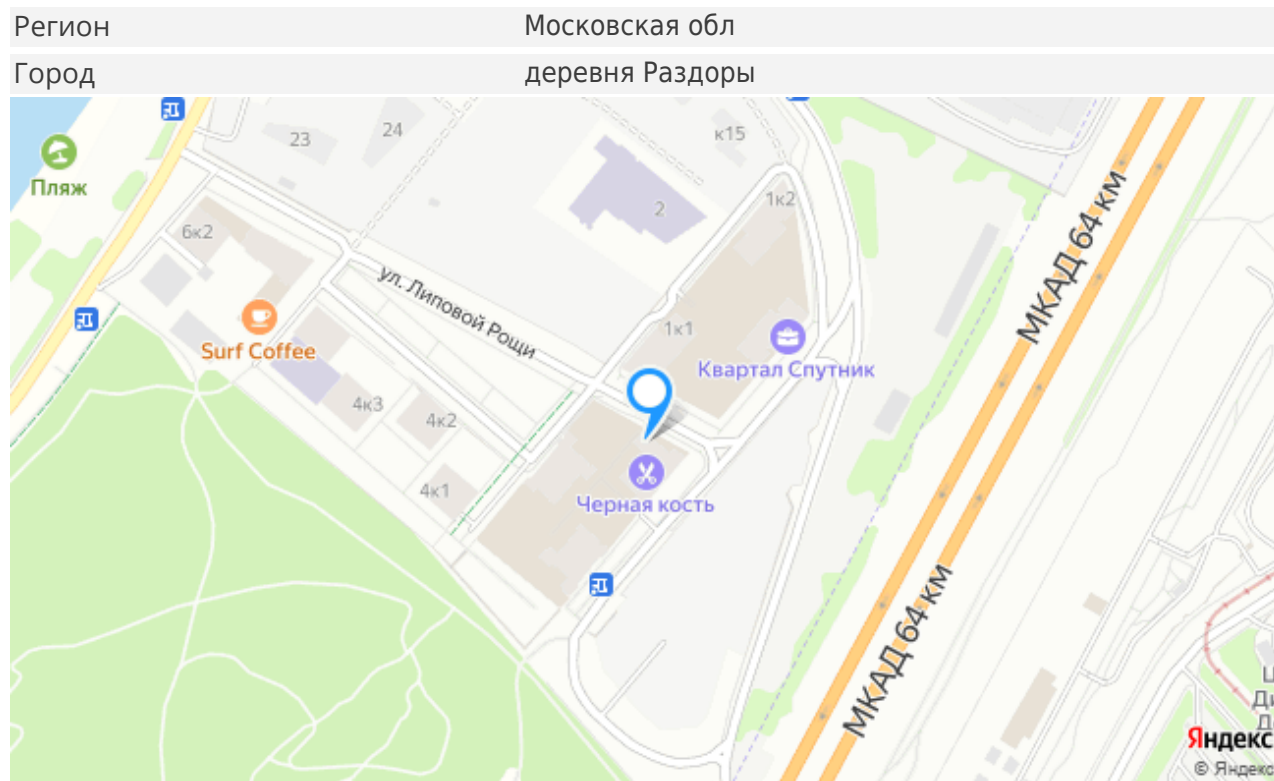 Регион Московская обл
Город деревня Раздоры
23
24
к15
Пляж
2
1к2
6к2
МКАД 64 км
ул. Липовой Рощи
1к1
Surf Coffee
Квартал Спутник
4к3
4к2
4к1
Черная кость
МКАД 64 км
Яндекс